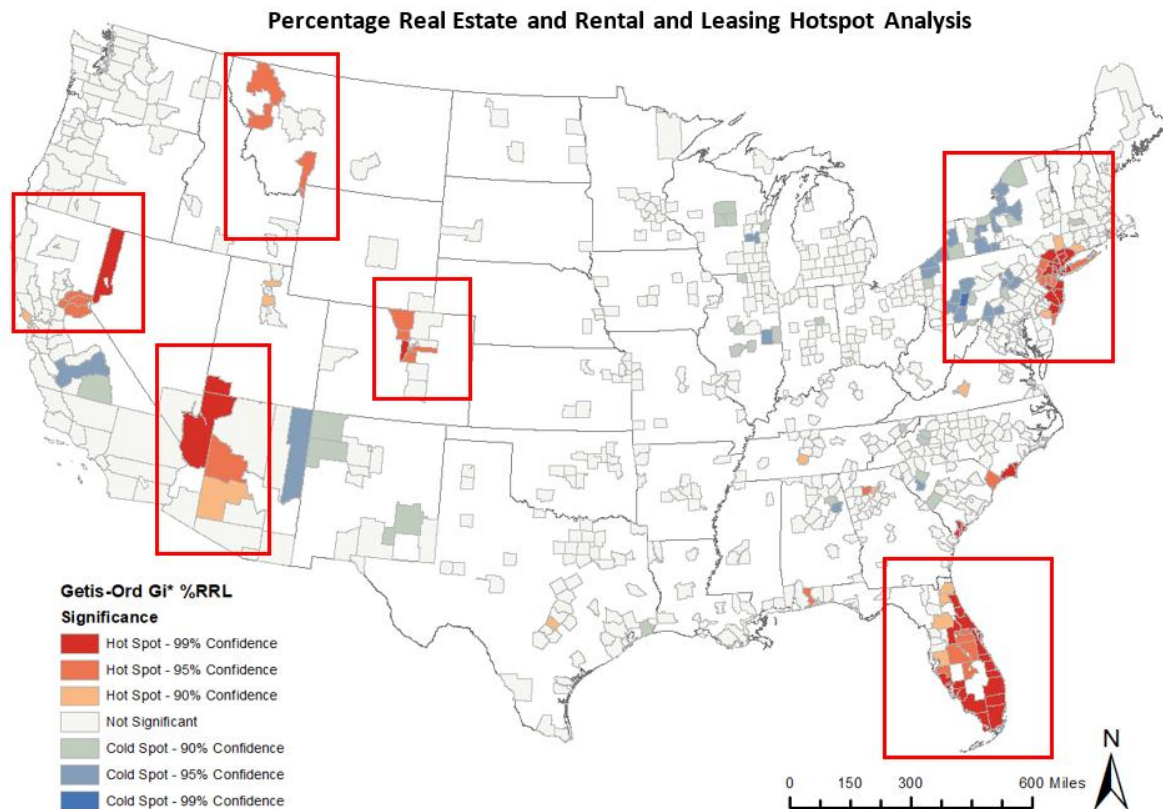 Percentage Real Estate and Rental and Leasing Hotspot Analysis
Getis-Ord Gi* %RRL
Significance
Hot Spot - 99% Confidence
Hot Spot - 95% Confidence
Hot Spot - 90% Confidence
Not Significant
Cold Spot - 90% Confidence
Cold Spot - 95% Confidence
Cold Spot - 99% Confidence
N
0 150 300 600 Miles